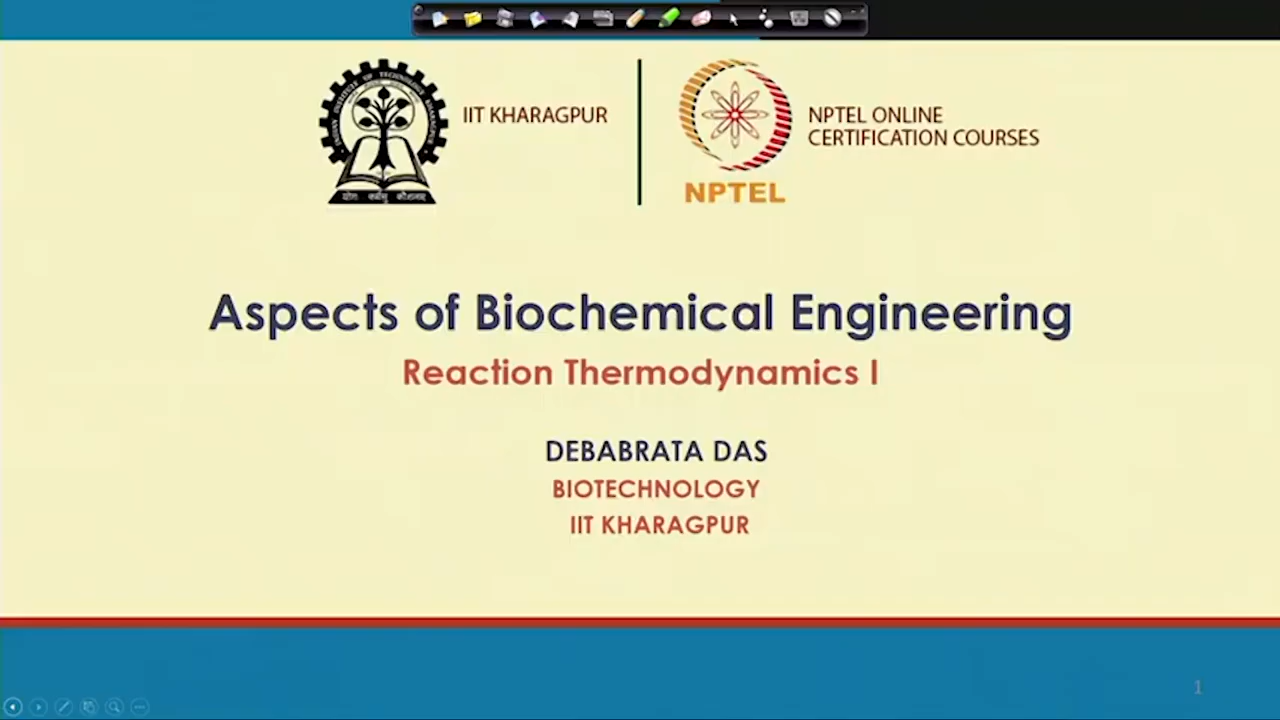 IIT KHARAGPUR
NPTEL ONLINE
CERTIFICATION COURSES
NPTEL
Aspects of Biochemical Engineering
Reaction Thermodynamics I
DEBABRATA DAS
BIOTECHNOLOGY
IIT KHARAGPUR
1